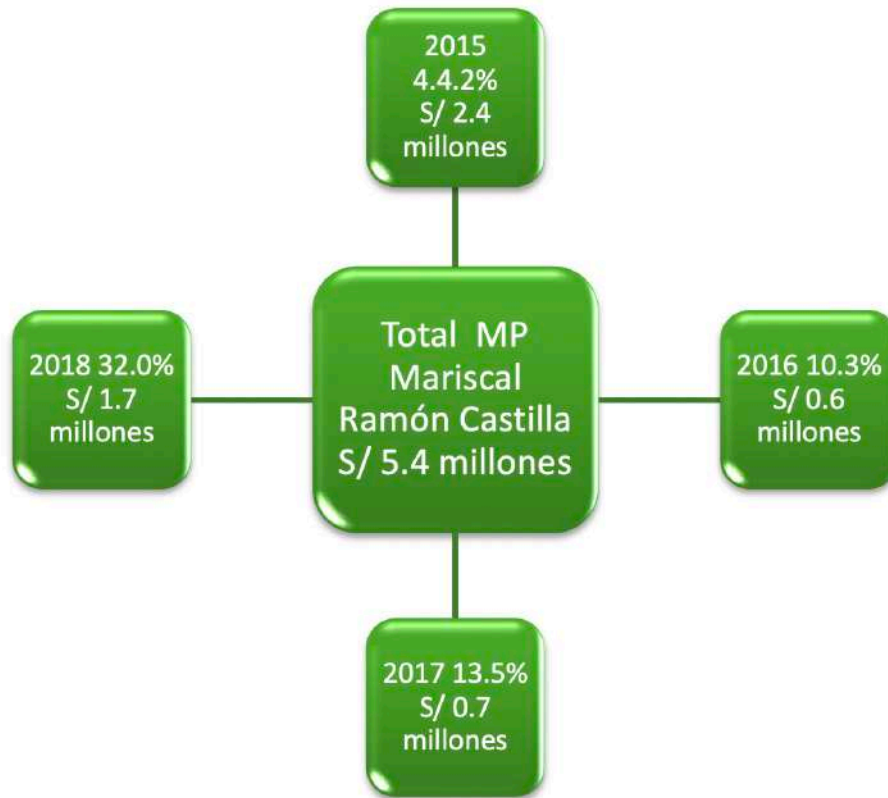 2015
4.4.2%
S/ 2.4
millones
2018 32.0%
S/ 1.7
millones
Total MP
Mariscal
Ramón Castilla
S/ 5.4 millones
2016 10.3%
S/ 0.6
millones
2017 13.5%
S/ 0.7
millones